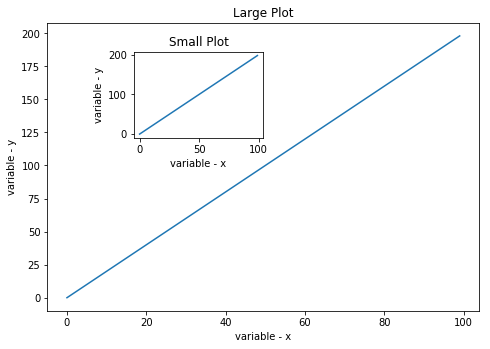 Large Plot
200
175
150
125
100
75
50
25
0
variable - y
Small Plot
200
100
0
variable - y
0 50 100
variable - x
0 20 40 60 80 100
variable - x